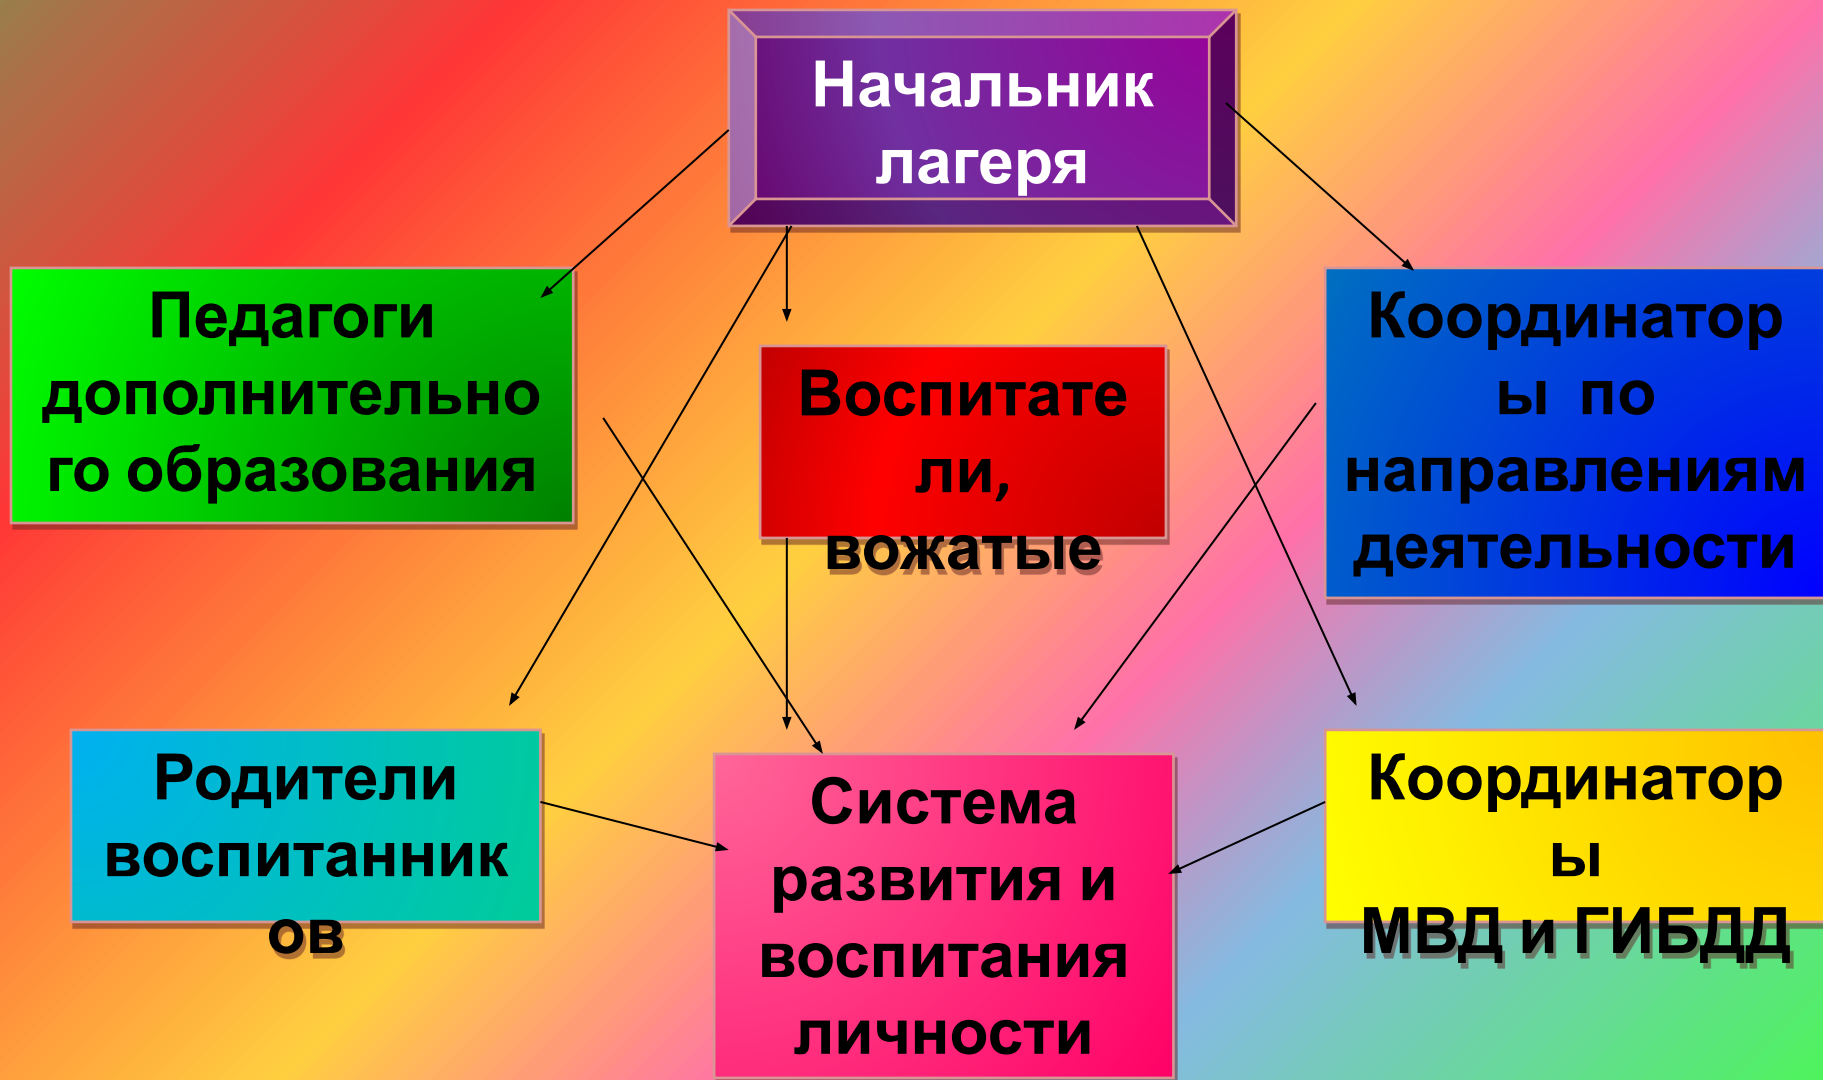 Начальник
лагеря
Педагоги
дополнительно
го образования
Воспитате
ли,
вожатые
Координатор
ы по
направлениям
деятельности
Родители
воспитанник
ов
Система
развития и
воспитания
личности
Координатор
ы
МВД и ГИБДД